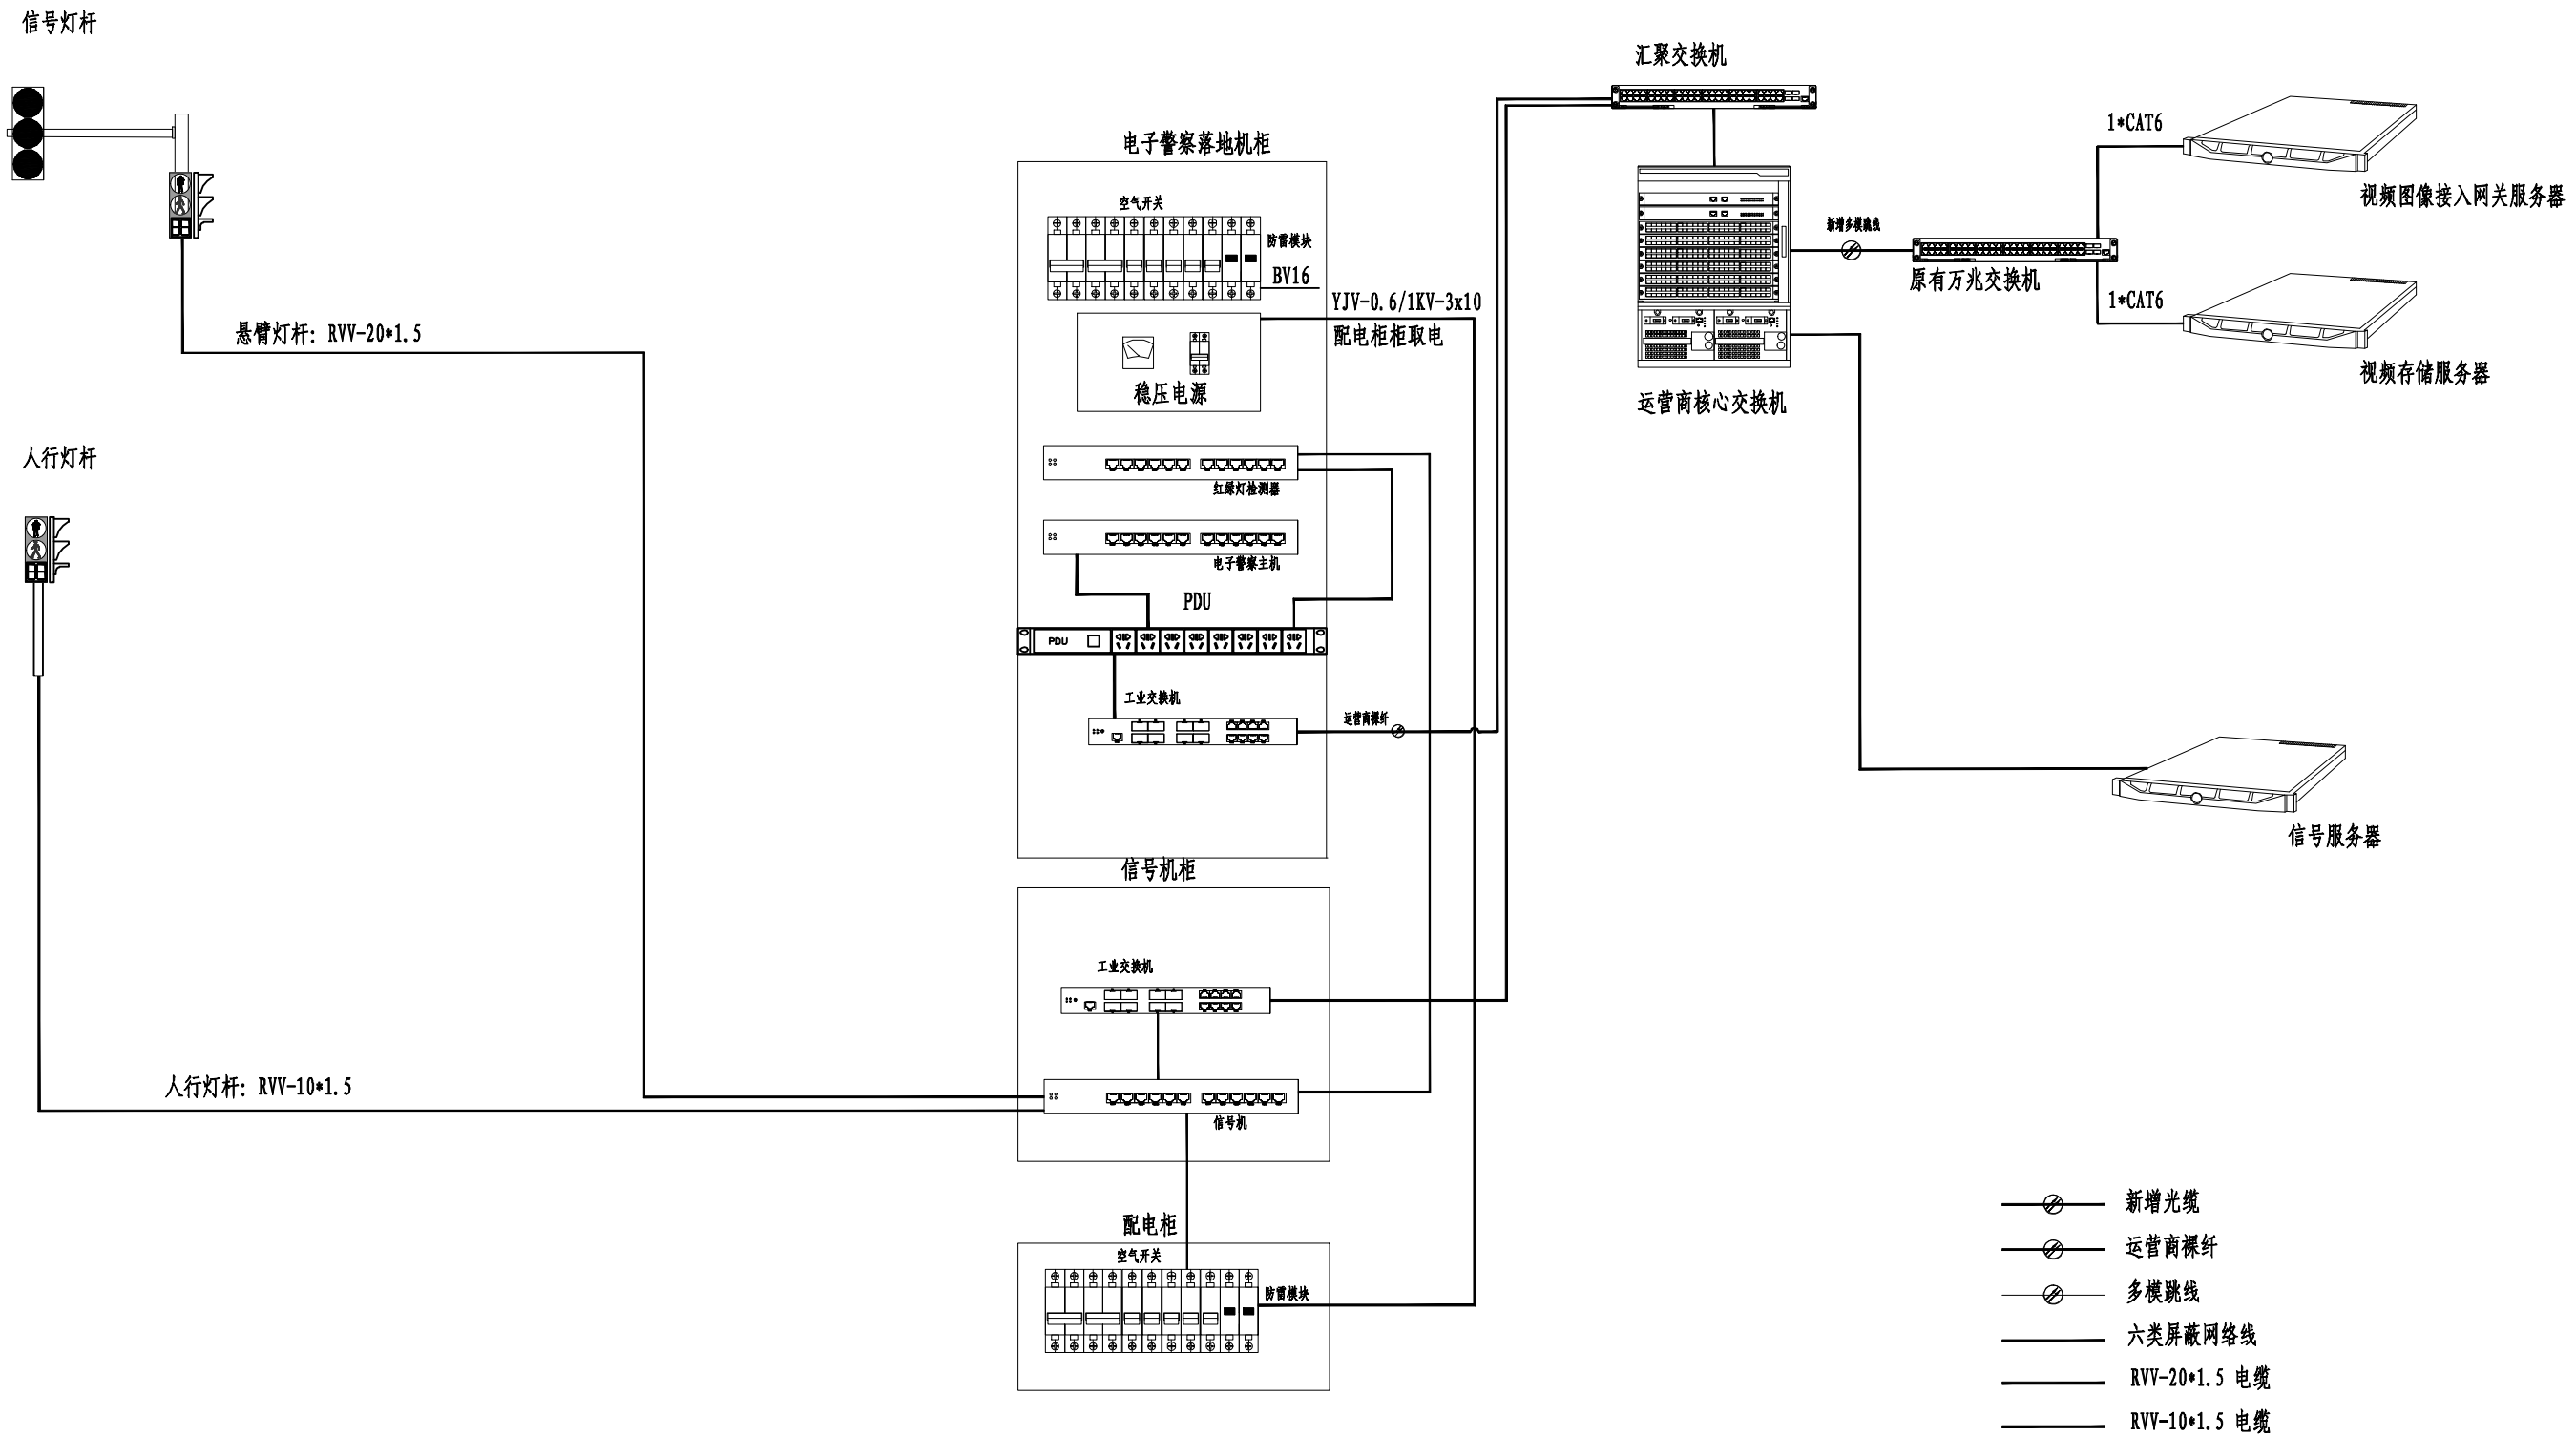 信号灯杆
悬臂灯杆: RVV-20*1.5
人行灯杆
人行灯杆: RVV-10*1.5
电子警察落地机柜
空气开关
防雷模块
BV16
YJV-0.6/1KV-3x10
配电柜柜取电
稳压电源
红绿灯检测器
电子警察主机
PDU
PDU
工业交换机
运营商裸纤
信号机柜
工业交换机
信号机
配电柜
空气开关
防雷模块
汇聚交换机
运营商核心交换机
新增多模跳线
原有万兆交换机
1*CAT6
视频图像接入网关服务器
1*CAT6
视频存储服务器
信号服务器
新增光缆
运营商裸纤
多模跳线
六类屏蔽网络线
RVV-20*1.5 电缆
RVV-10*1.5 电缆